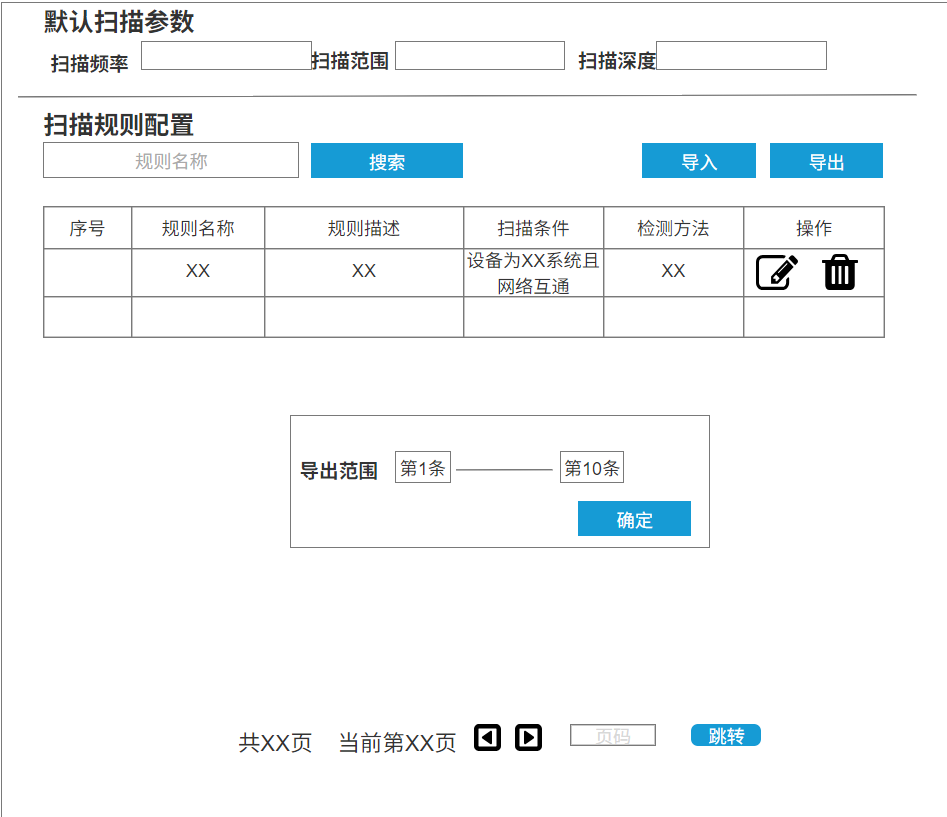 默认扫描参数
扫描频率 扫描范围 扫描深度
扫描规则配置
规则名称 搜索 导入 导出
序号 规则名称 规则描述 扫描条件 检测方法 操作
XX XX 设备为XX系统且 XX
网络互通
导出范围 第1条 第10条
确定
共XX页 当前第XX页 页码 跳转